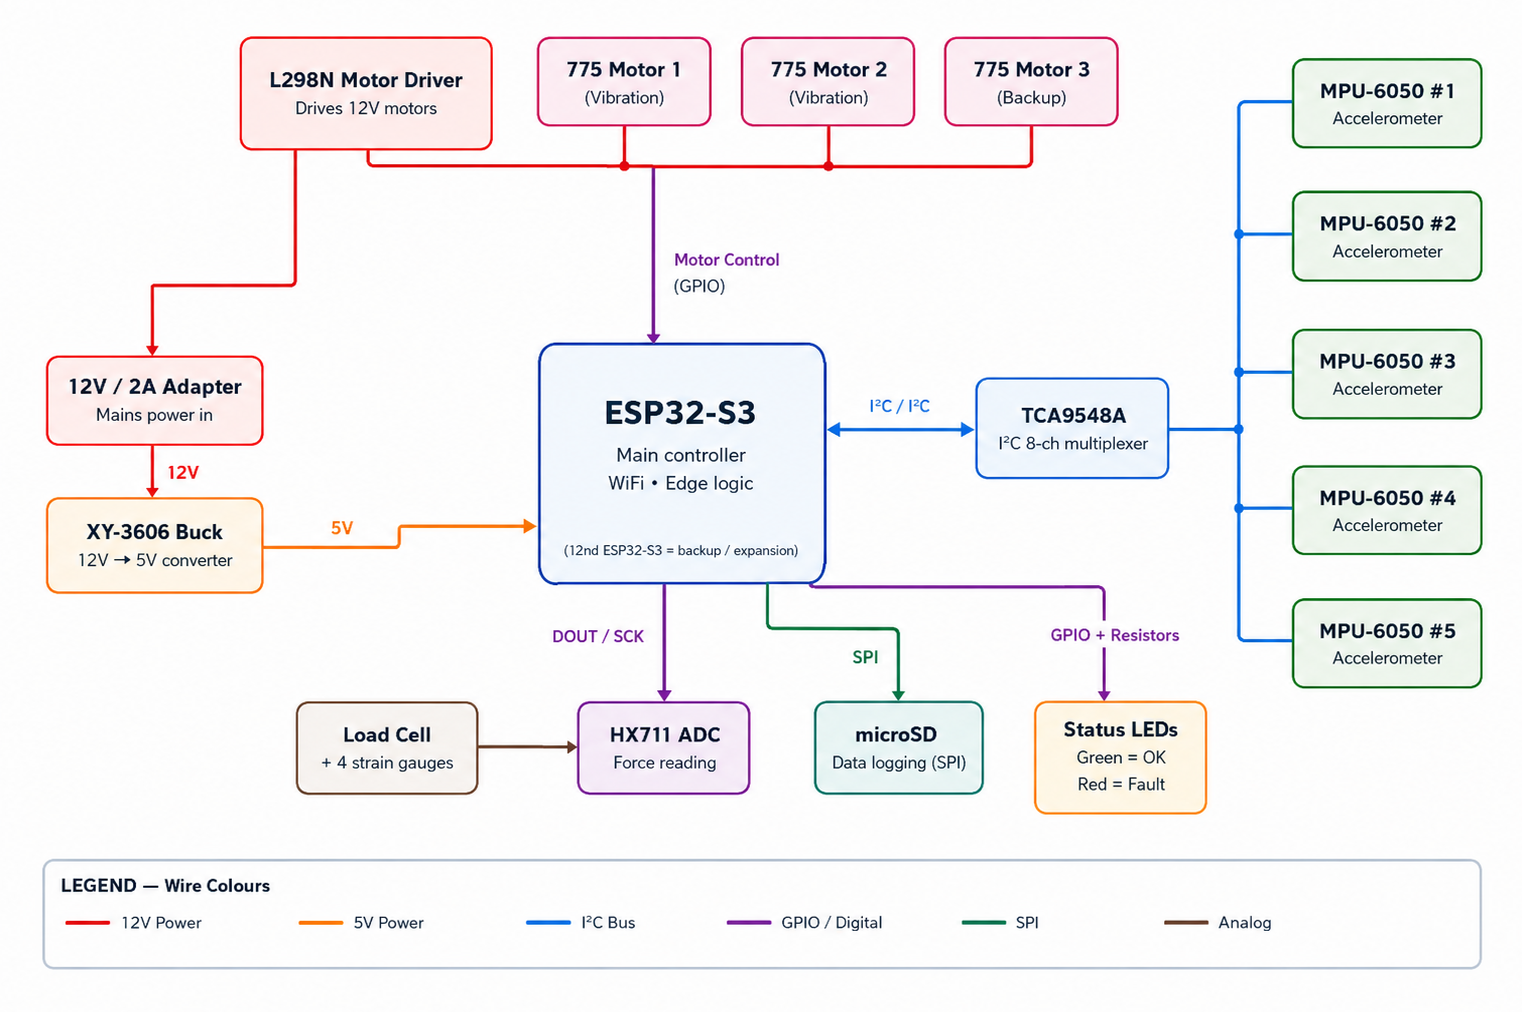 L298N Motor Driver
Drives 12V motors
775 Motor 1
(Vibration)
775 Motor 2
(Vibration)
775 Motor 3
(Backup)
MPU-6050 #1
Accelerometer
MPU-6050 #2
Accelerometer
Motor Control
(GPIO)
12V / 2A Adapter
Mains power in
12V
XY-3606 Buck
12V → 5V converter
5V
ESP32-S3
Main controller
WiFi • Edge logic
(12nd ESP32-S3 = backup / expansion)
I²C / I²C
TCA9548A
I²C 8-ch multiplexer
MPU-6050 #3
Accelerometer
MPU-6050 #4
Accelerometer
MPU-6050 #5
Accelerometer
DOUT / SCK
SPI
GPIO + Resistors
Load Cell
+ 4 strain gauges
HX711 ADC
Force reading
microSD
Data logging (SPI)
Status LEDs
Green = OK
Red = Fault
LEGEND — Wire Colours
12V Power
5V Power
I²C Bus
GPIO / Digital
SPI
Analog